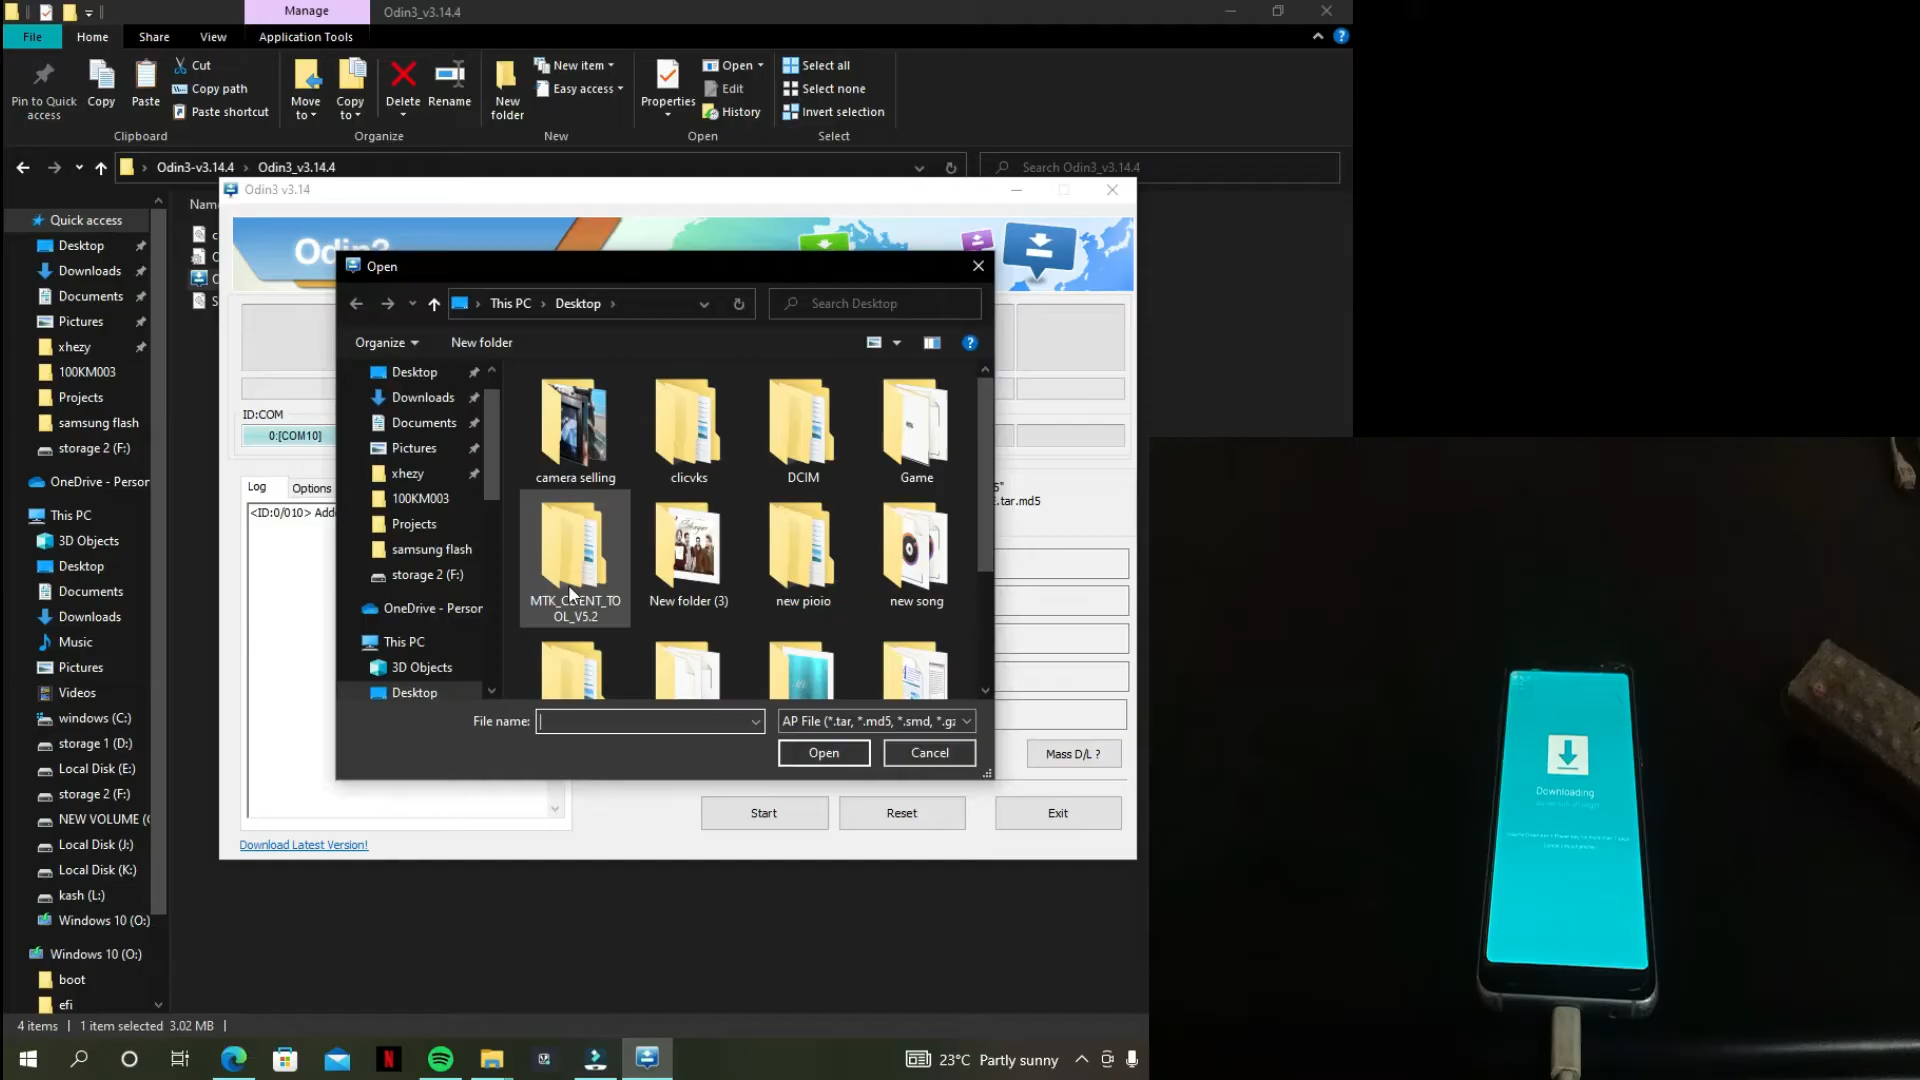 Manage
Odin3_v3.14.4
File
Home
Share
View
Application Tools
Pin to Quick access
Copy
Paste
Cut
Copy path
Paste shortcut
Clipboard
Move to
Copy to
Delete
Rename
Organize
New folder
New item
Easy access
New
Properties
Open
Edit
History
Open
Select all
Select none
Invert selection
Select
Odin3-v3.14.4
Odin3_v3.14.4
Search Odin3_v3.14.4
Quick access
Desktop
Downloads
Documents
Pictures
xhezy
100KM003
Projects
samsung flash
storage 2 (F:)
OneDrive - Person
This PC
3D Objects
Desktop
Documents
Downloads
Music
Pictures
Videos
windows (C:)
storage 1 (D:)
Local Disk (E:)
storage 2 (F:)
NEW VOLUME (
Local Disk (J:)
Local Disk (K:)
kash (L:)
Windows 10 (O:)
Windows 10 (O:)
boot
efi
4 items
1 item selected 3.02 MB
Nam
Odin3 v3.14
Odin3
ID:COM
0:[COM10]
Log
Options
<ID:0/010> Add
5"
.tar.md5
Mass D/L ?
Start
Reset
Exit
Download Latest Version!
Open
This PC
Desktop
Search Desktop
Organize
New folder
Desktop
Downloads
Documents
Pictures
xhezy
100KM003
Projects
samsung flash
storage 2 (F:)
OneDrive - Person
This PC
3D Objects
Desktop
camera selling
clicvks
DCIM
Game
MTK_CLIENT_TO
OL_V5.2
New folder (3)
new pioio
new song
File name:
AP File (*.tar, *.md5, *.smd, *.gz
Open
Cancel
Downloading
23°C Partly sunny